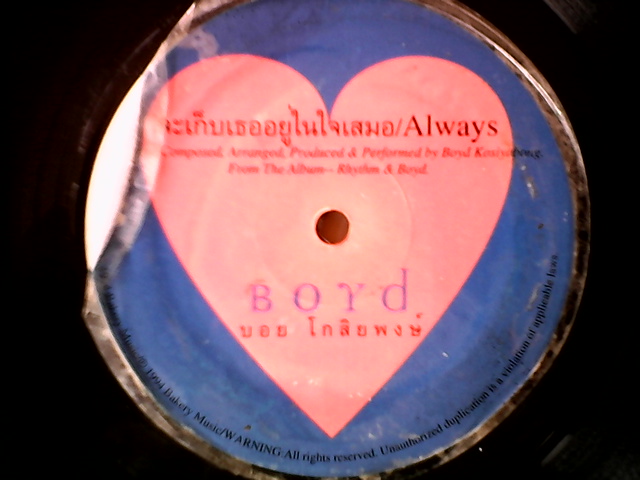 จะเก็บเธออยู่ในใจเสมอ/Always
Composed, Arranged, Produced & Performed by Boyd Kosiyabong.
From The Album-- Rhythm & Boyd.
BOYd
บอย โกสิยพงษ์
1994 Bakery Music/WARNING All rights reserved. Unauthorized duplication is a violation of applicable laws.